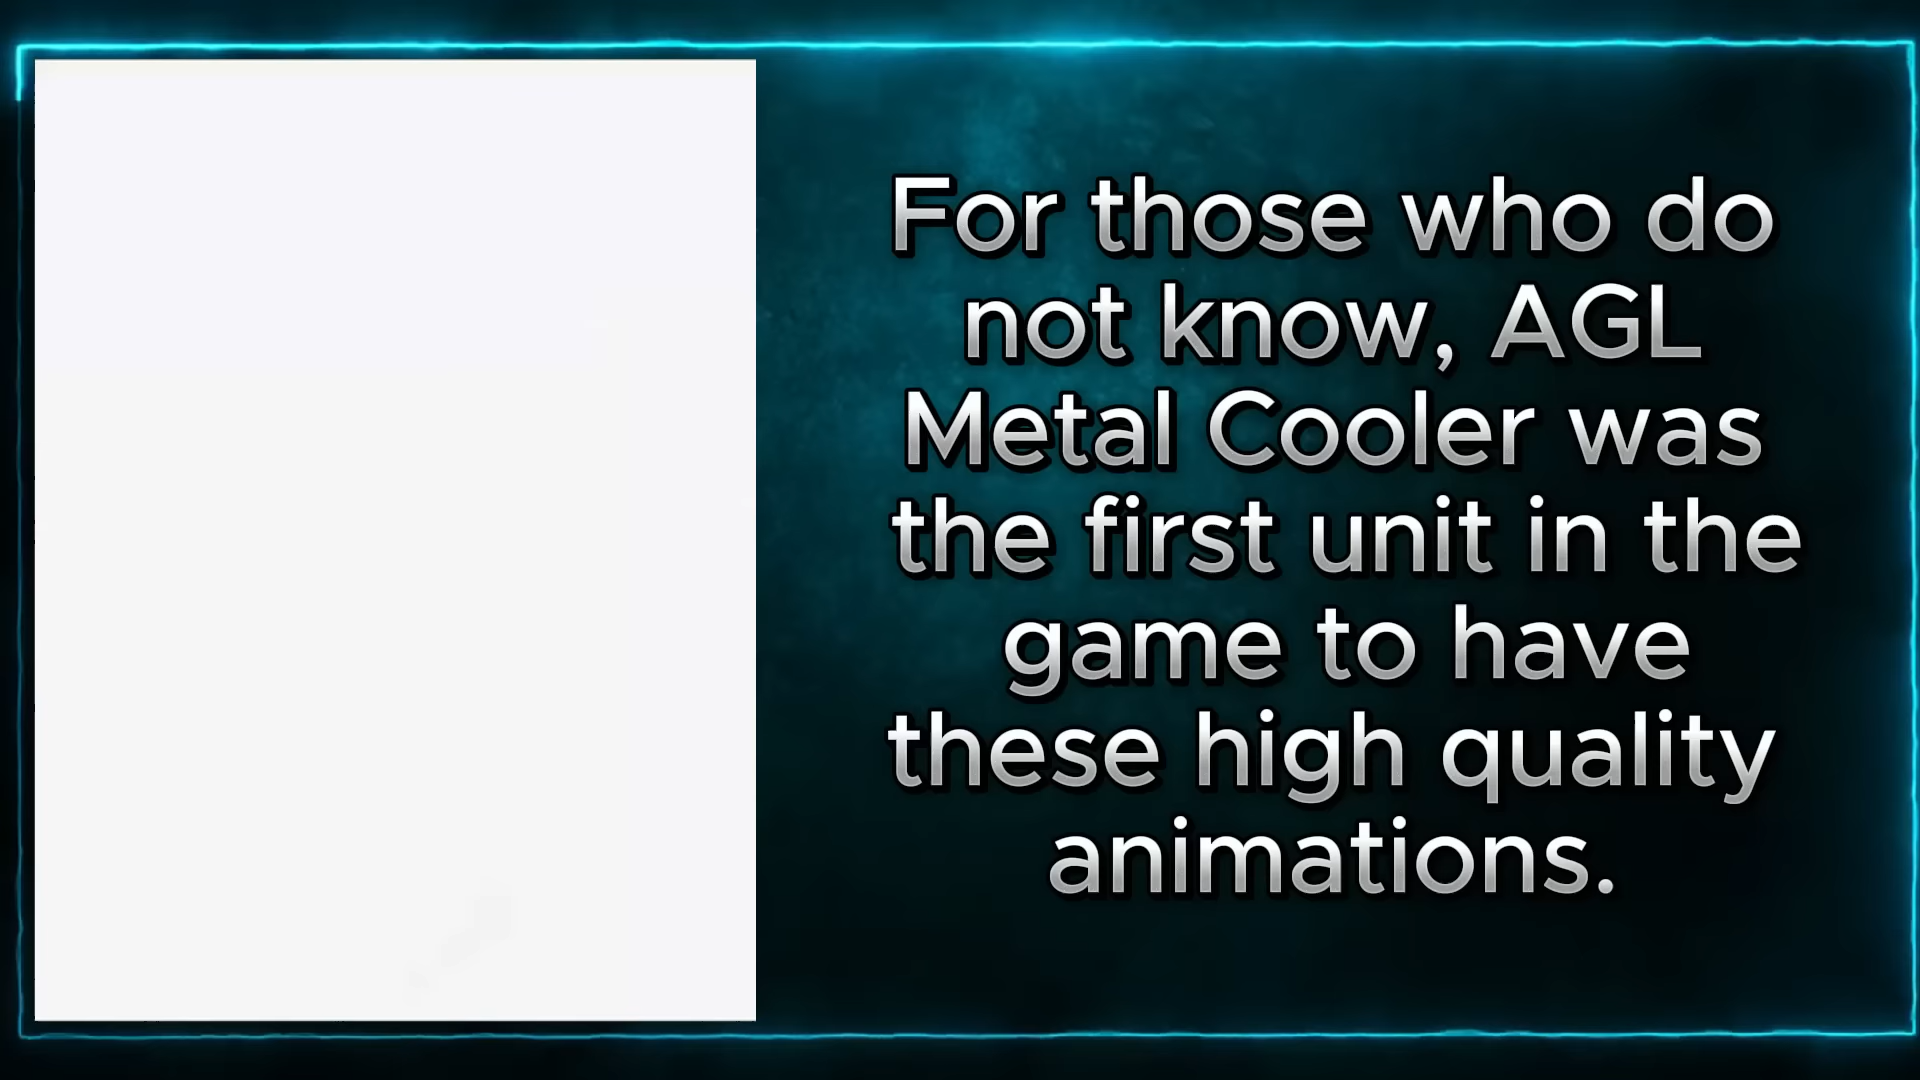 For those who do
not know, AGL
Metal Cooler was
the first unit in the
game to have
these high quality
animations.